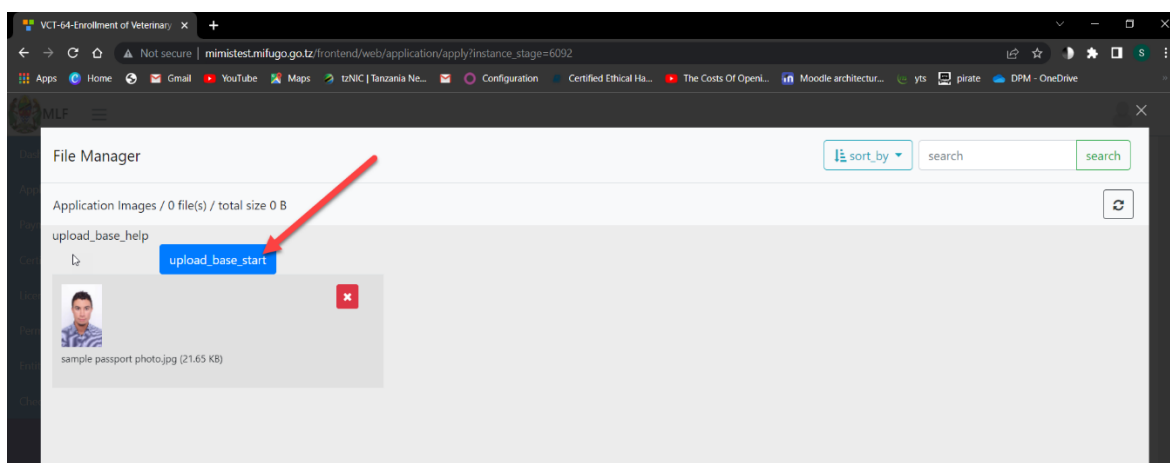 VCT-64-Enrollment of Veterinary
Not secure | mimistest.mifugo.go.tz/frontend/web/application/apply?instance_stage=6092
Apps Home Gmail YouTube Maps tzNIC | Tanzania Ne... Configuration Certified Ethical Ha... The Costs Of Openi... Moodle architectur... yts pirate DPM - OneDrive
MLF
File Manager sort_by search search
Application Images / 0 file(s) / total size 0 B
upload_base_help
upload_base_start
sample passport photo.jpg (21.65 KB)